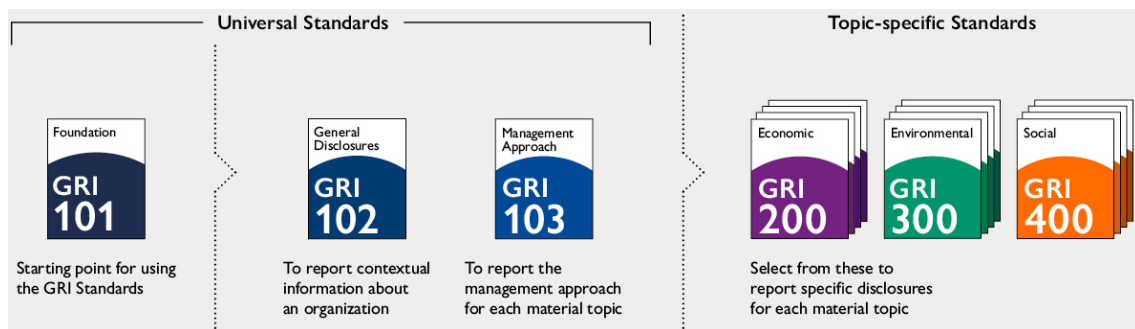 Universal Standards
Topic-specific Standards
Foundation
GRI
101
Starting point for using
the GRI Standards
General
Disclosures
GRI
102
To report contextual
information about
an organization
Management
Approach
GRI
103
To report the
management approach
for each material topic
Economic
GRI
200
Environmental
GRI
300
Social
GRI
400
Select from these to
report specific disclosures
for each material topic